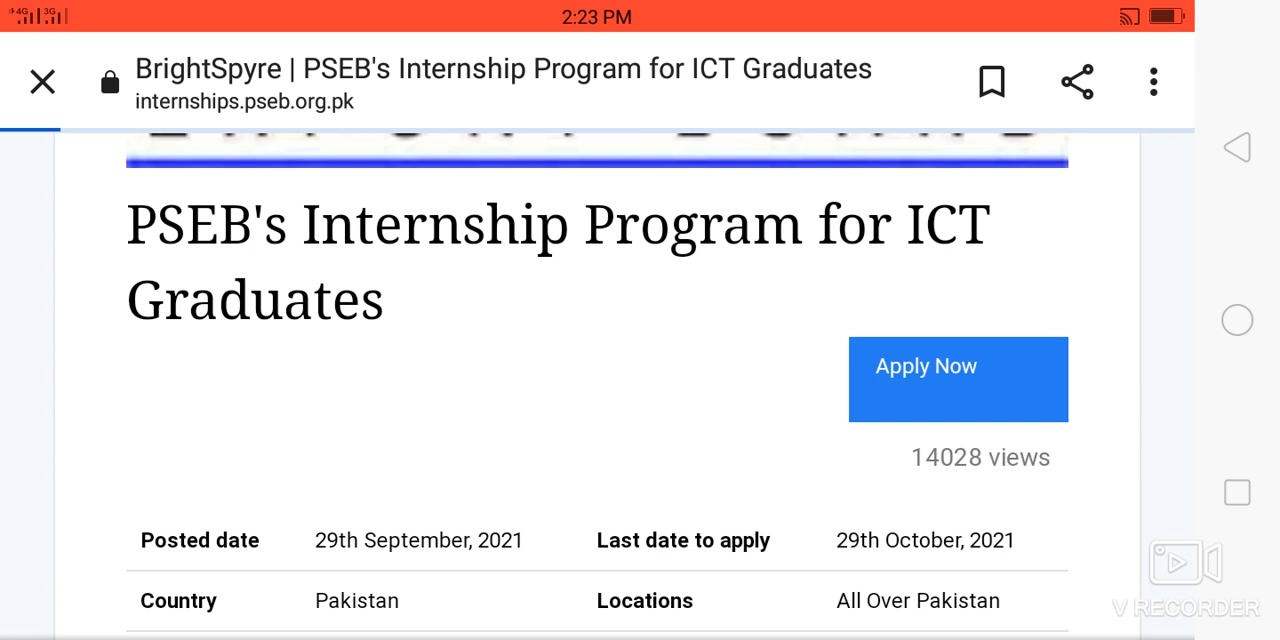 4G 3G 2:23 PM
BrightSpyre | PSEB's Internship Program for ICT Graduates
internships.pseb.org.pk
PSEB's Internship Program for ICT
Graduates
Apply Now
14028 views
Posted date 29th September, 2021 Last date to apply 29th October, 2021
Country Pakistan Locations All Over Pakistan
V RECORDER